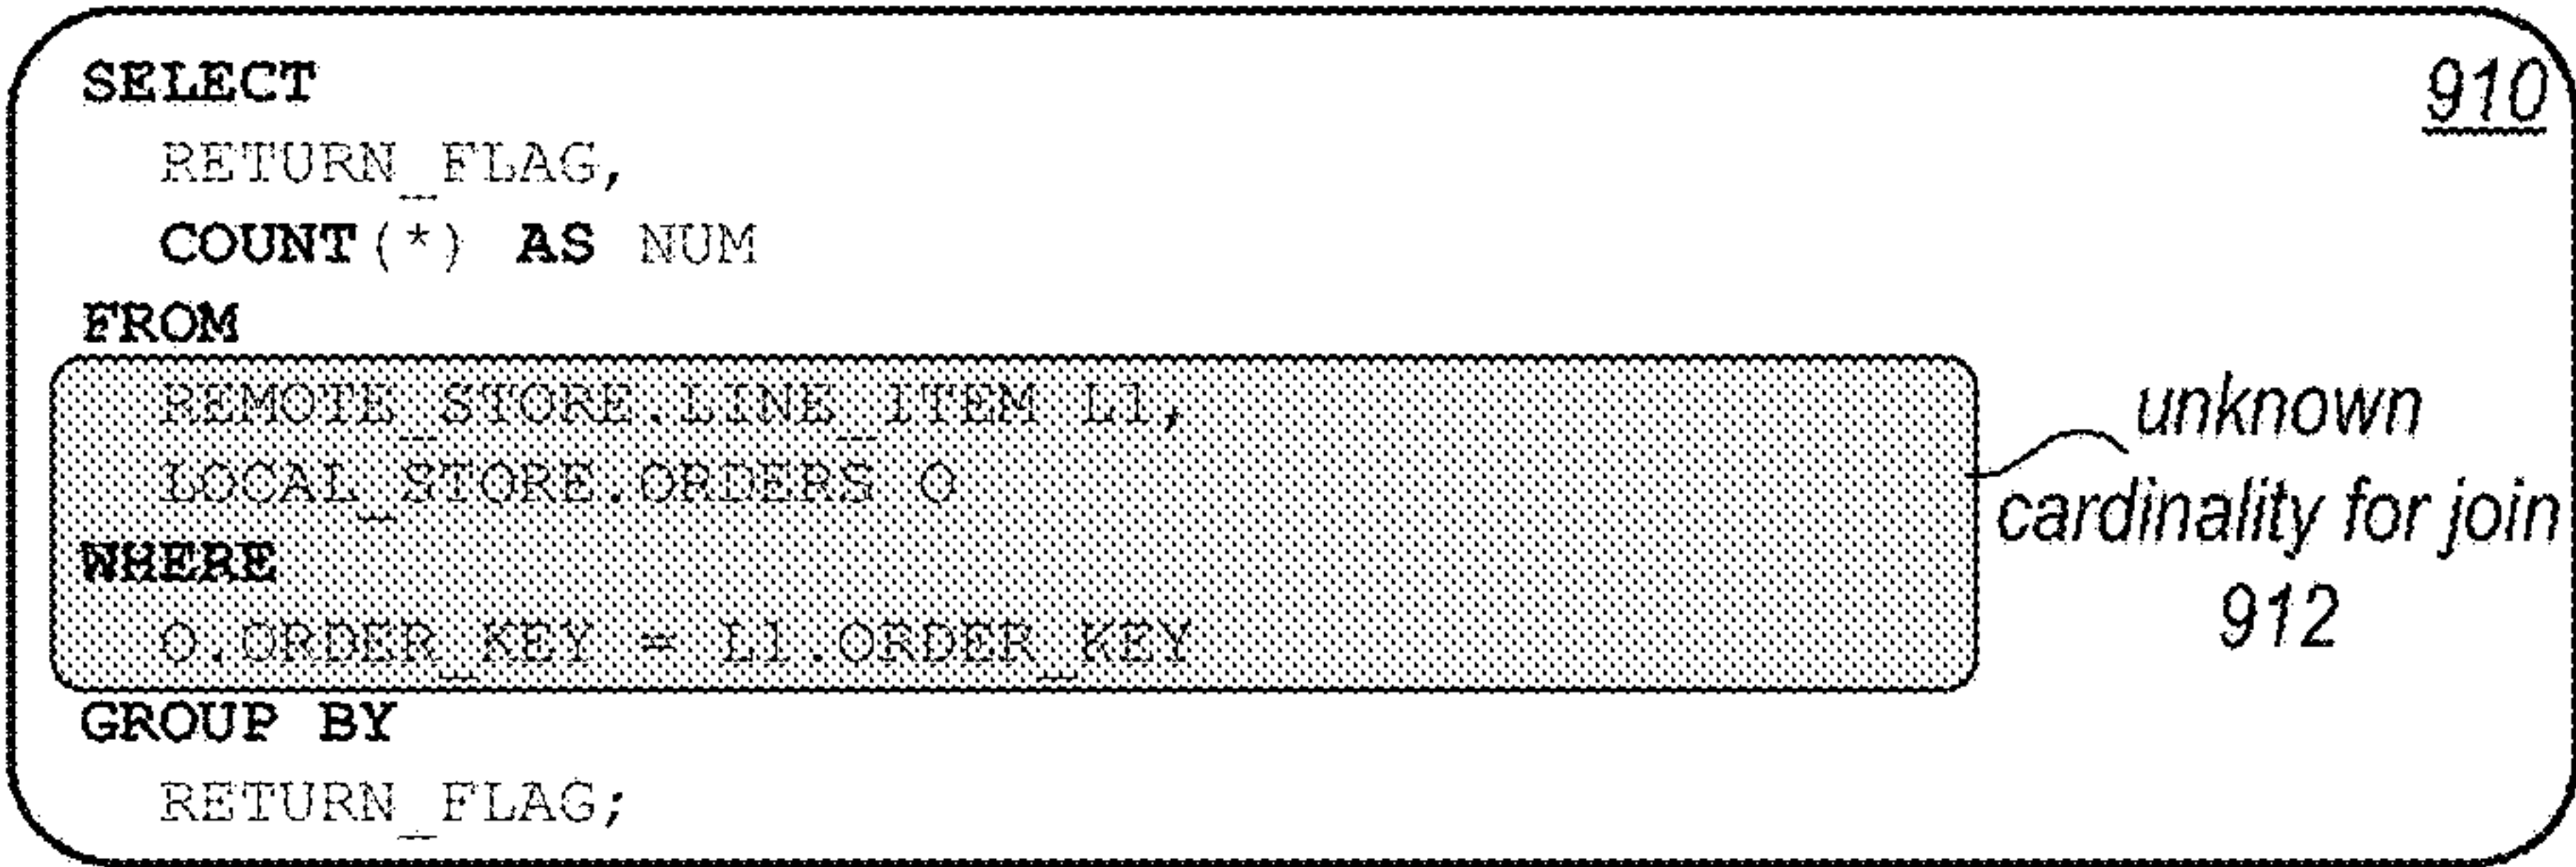 SELECT
910
RETURN_FLAG,
COUNT(*) AS NUM
FROM
REMOTE_STORE.LINE_ITEM L1,
LOCAL_STORE.ORDERS O
WHERE
O.ORDER_KEY = L1.ORDER_KEY
GROUP BY
RETURN_FLAG;
unknown
cardinality for join
912